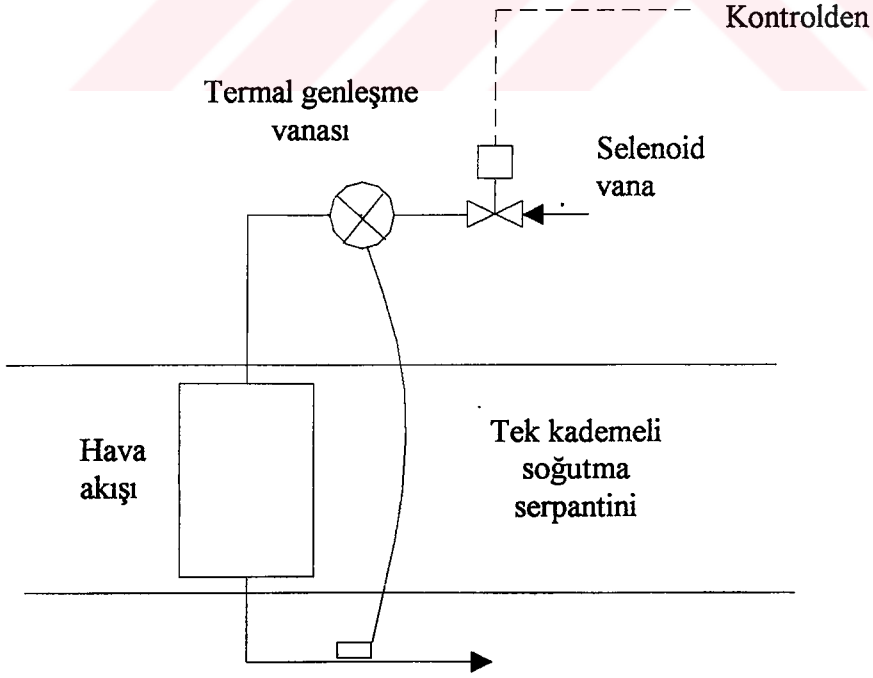 Kontrolden
Termal genleşme
vanası
Selenoid
vana
Hava
akışı
Tek kademeli
soğutma
serpantini